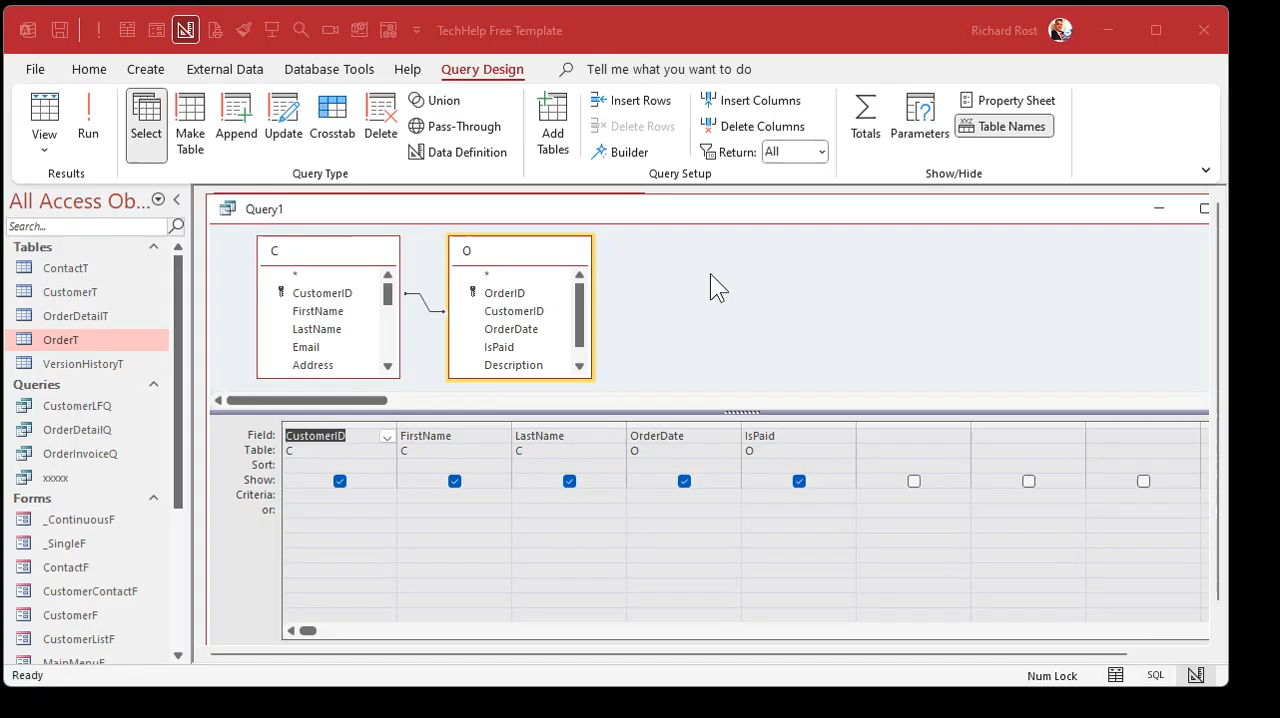 TechHelp Free Template
Richard Rost
File Home Create External Data Database Tools Help Query Design Tell me what you want to do
View
Run
Results
Select
Make Table
Append
Update
Crosstab
Delete
Union
Pass-Through
Data Definition
Query Type
Add Tables
Insert Rows
Delete Rows
Builder
Insert Columns
Delete Columns
Return: All
Query Setup
Totals
Parameters
Property Sheet
XYZ Table Names
Show/Hide
All Access Ob...
Search...
Tables
ContactT
CustomerT
OrderDetailT
OrderT
VersionHistoryT
Queries
CustomerLFQ
OrderDetailQ
OrderInvoiceQ
xxxxx
Forms
_ContinuousF
_SingleF
ContactF
CustomerContactF
CustomerF
CustomerListF
MainMenuF
Query1
C
*
CustomerID
FirstName
LastName
Email
Address
O
*
OrderID
CustomerID
OrderDate
IsPaid
Description
Field: CustomerID FirstName LastName OrderDate IsPaid
Table: C C C O O
Sort:
Show:
Criteria:
or:
Ready
Num Lock
SQL